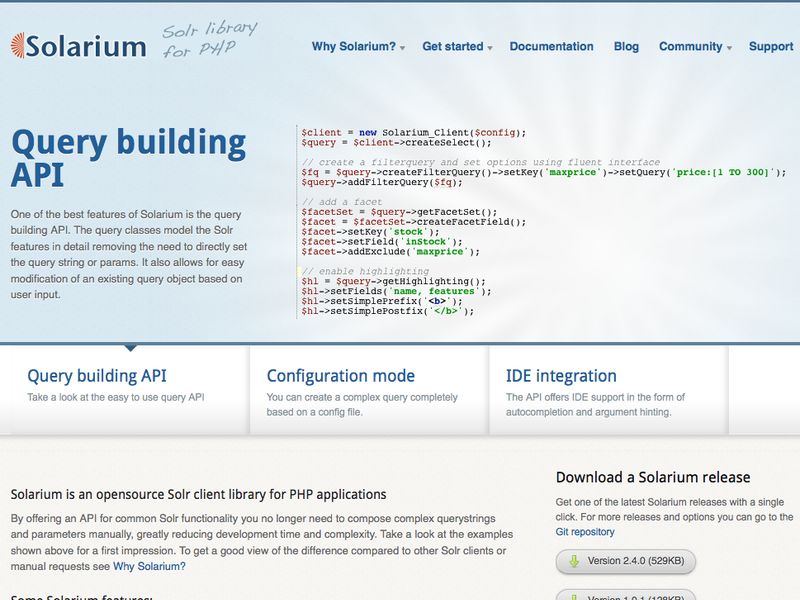 Solarium
Solr library
for PHP
Why Solarium?
Get started
Documentation
Blog
Community
Support
Query building
API
One of the best features of Solarium is the query
building API. The query classes model the Solr
features in detail removing the need to directly set
the query string or params. It also allows for easy
modification of an existing query object based on
user input.
$client = new Solarium_Client($config);
$query = $client->createSelect();
// create a filterquery and set options using fluent interface
$fq = $query->createFilterQuery()->setKey('maxprice')->setQuery('price:[1 TO 300]');
$query->addFilterQuery($fq);
// add a facet
$facetSet = $query->getFacetSet();
$facet = $facetSet->createFacetField();
$facet->setKey('stock');
$facet->setField('inStock');
$facet->addExclude('maxprice');
// enable highlighting
$hl = $query->getHighlighting();
$hl->setFields('name, features');
$hl->setSimplePrefix('<b>');
$hl->setSimplePostfix('</b>');
Query building API
Take a look at the easy to use query API
Configuration mode
You can create a complex query completely
based on a config file.
IDE integration
The API offers IDE support in the form of
autocompletion and argument hinting.
Solarium is an opensource Solr client library for PHP applications
By offering an API for common Solr functionality you no longer need to compose complex querystrings
and parameters manually, greatly reducing development time and complexity. Take a look at the examples
shown above for a first impression. To get a good view of the difference compared to other Solr clients or
manual requests see Why Solarium?
Some Solarium features:
Download a Solarium release
Get one of the latest Solarium releases with a single
click. For more releases and options you can go to the
Git repository
Version 2.4.0 (529KB)